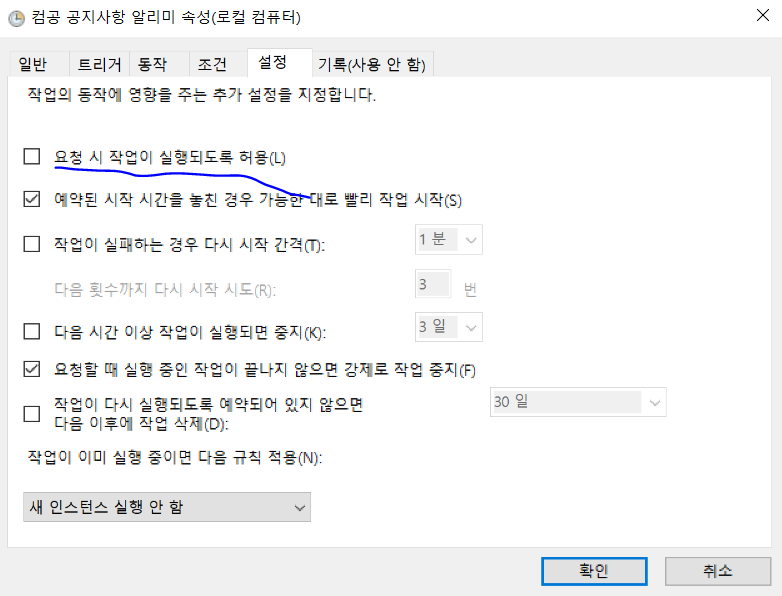 컴공 공지사항 알리미 속성(로컬 컴퓨터)
일반 트리거 동작 조건 설정 기록(사용 안 함)
작업의 동작에 영향을 주는 추가 설정을 지정합니다.
요청 시 작업이 실행되도록 허용(L)
예약된 시작 시간을 놓친 경우 가능한 대로 빨리 작업 시작(S)
작업이 실패하는 경우 다시 시작 간격(T): 1 분
다음 횟수까지 다시 시작 시도(R): 3 번
다음 시간 이상 작업이 실행되면 중지(K): 3 일
요청할 때 실행 중인 작업이 끝나지 않으면 강제로 작업 중지(F)
작업이 다시 실행되도록 예약되어 있지 않으면 30 일
다음 이후에 작업 삭제(D):
작업이 이미 실행 중이면 다음 규칙 적용(N):
새 인스턴스 실행 안 함
확인 취소